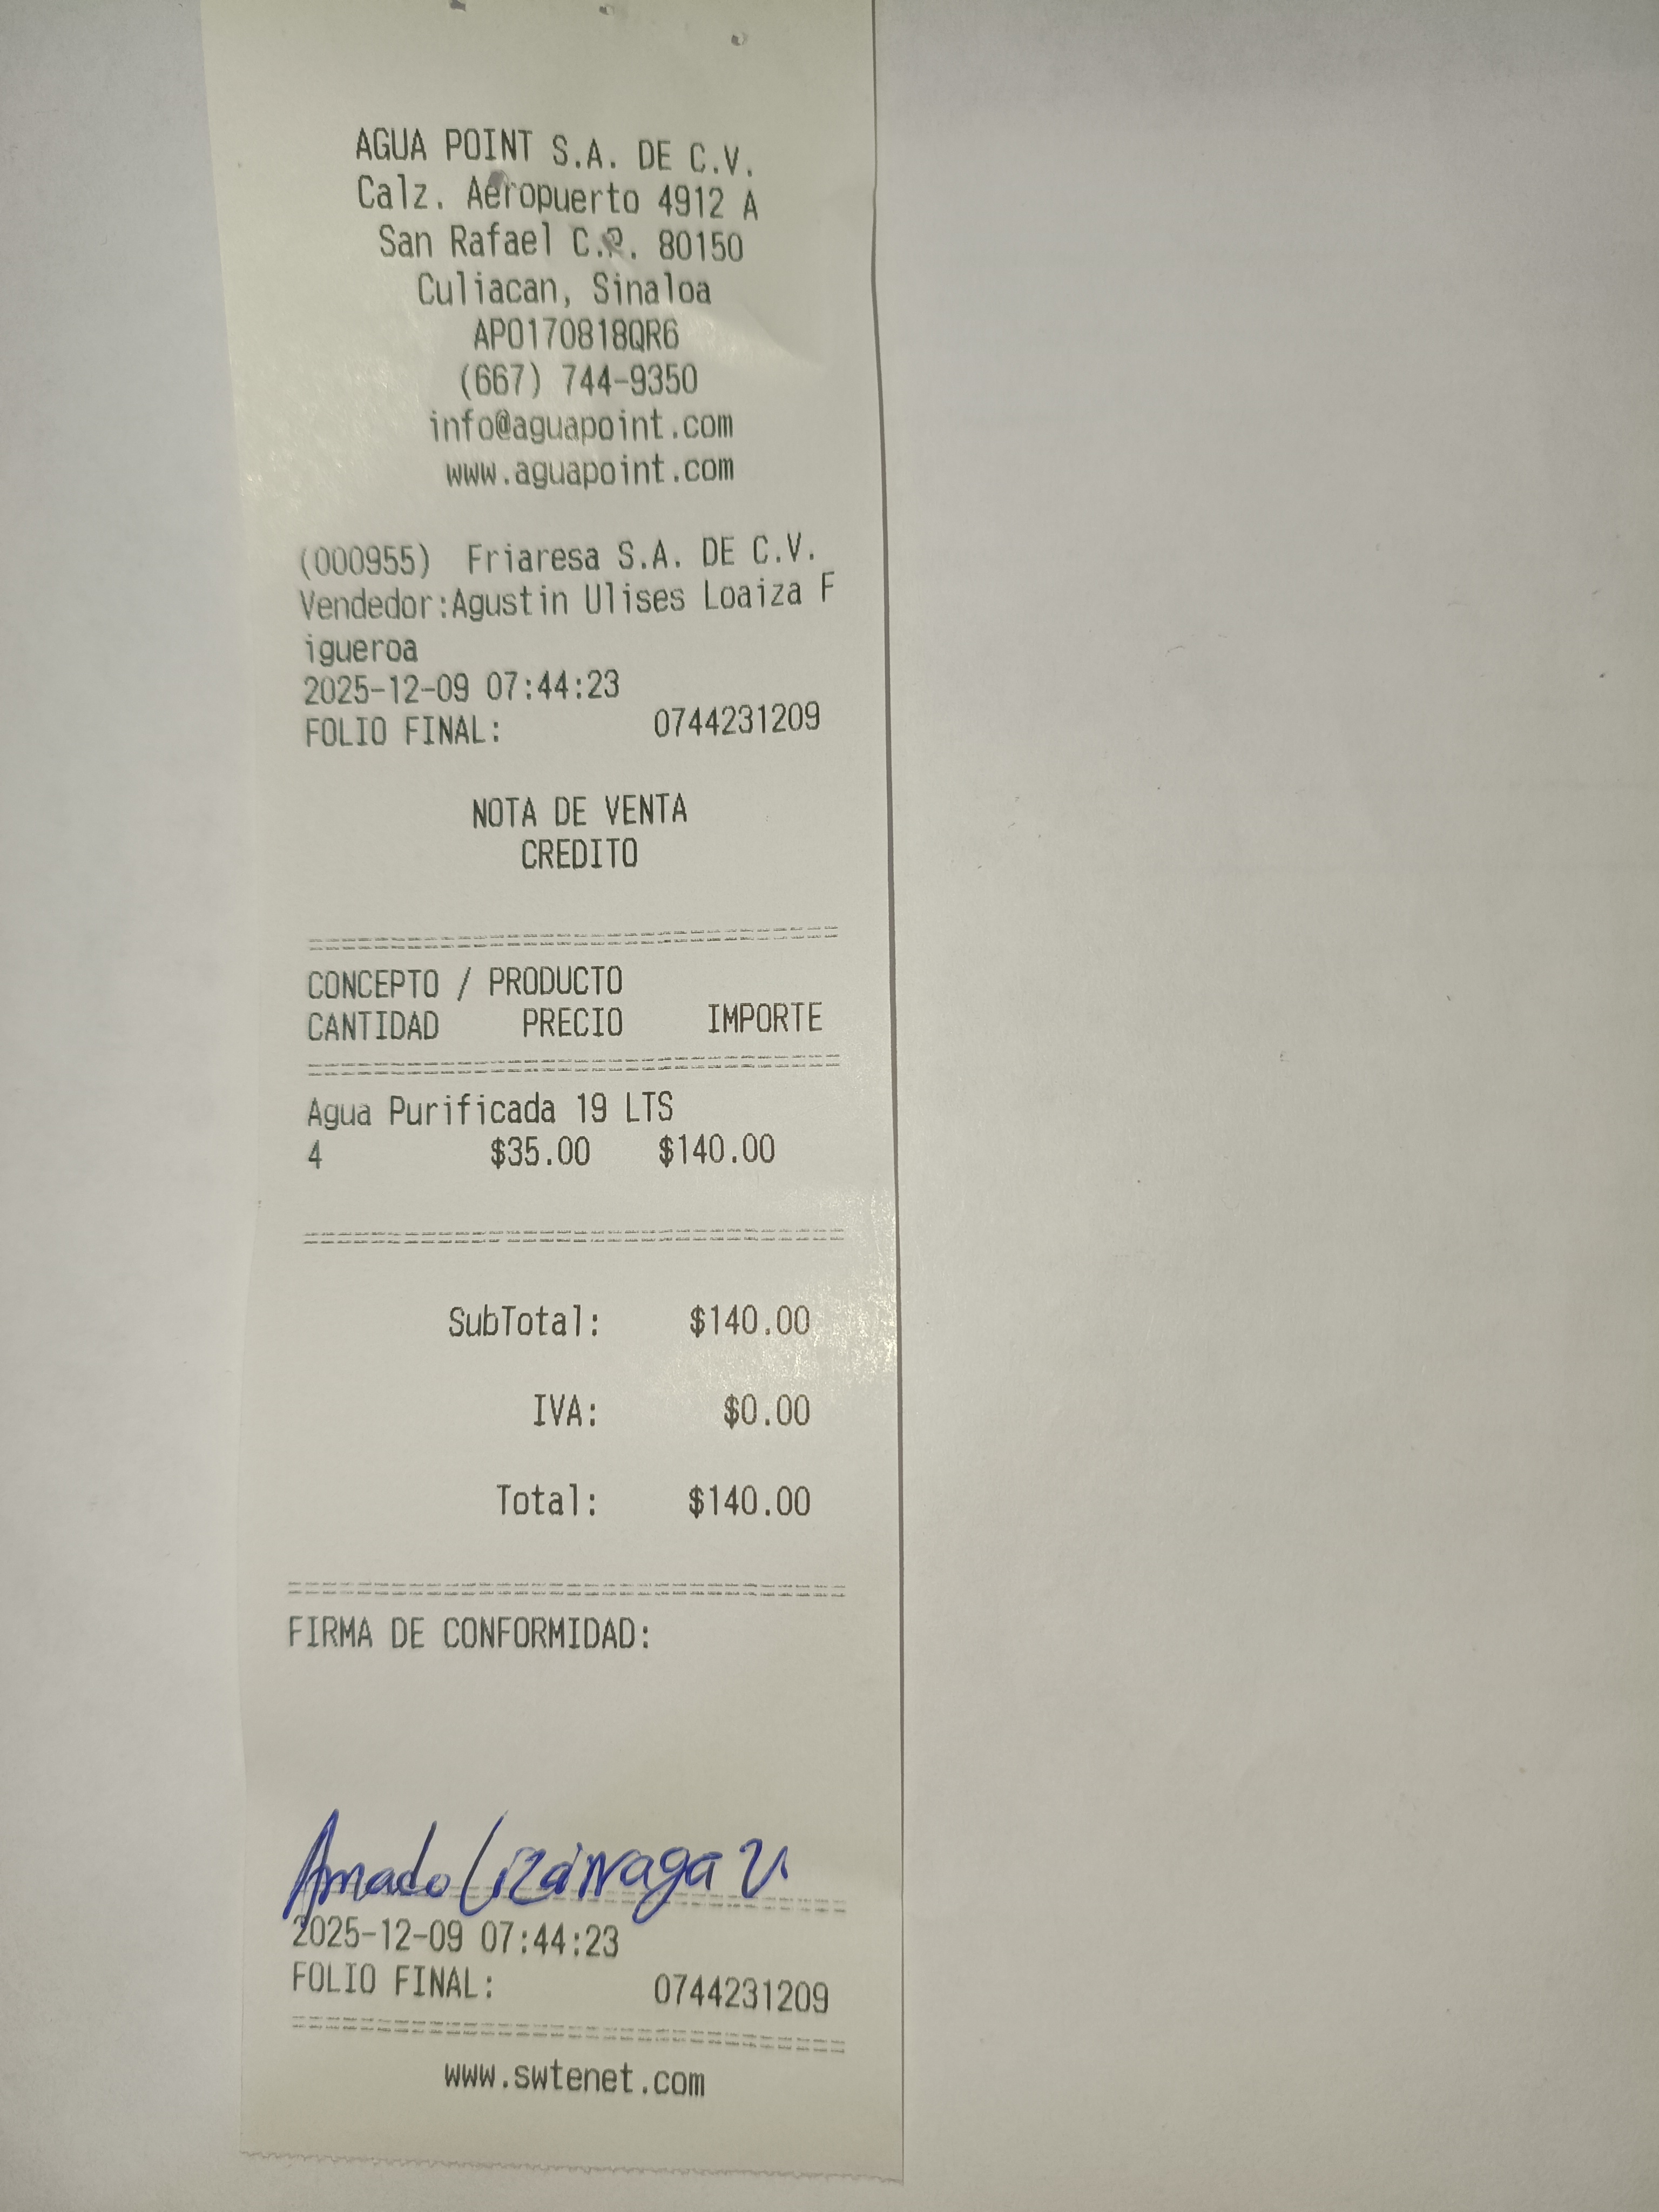 AGUA POINT S.A. DE C.V.
Calz. Aeropuerto 4912 A
San Rafael C.P. 80150
Culiacan, Sinaloa
APO170818QR6
(667) 744-9350
info@aguapoint.com
www.aguapoint.com
(000955) Friaresa S.A. DE C.V.
Vendedor:Agustin Ulises Loaiza F
igueroa
2025-12-09 07:44:23
FOLIO FINAL: 0744231209
NOTA DE VENTA
CREDITO
CONCEPTO / PRODUCTO
CANTIDAD PRECIO IMPORTE
Agua Purificada 19 LTS
4 $35.00 $140.00
SubTotal: $140.00
IVA: $0.00
Total: $140.00
FIRMA DE CONFORMIDAD:
Amado Lizárraga V.
2025-12-09 07:44:23
FOLIO FINAL: 0744231209
www.swtenet.com